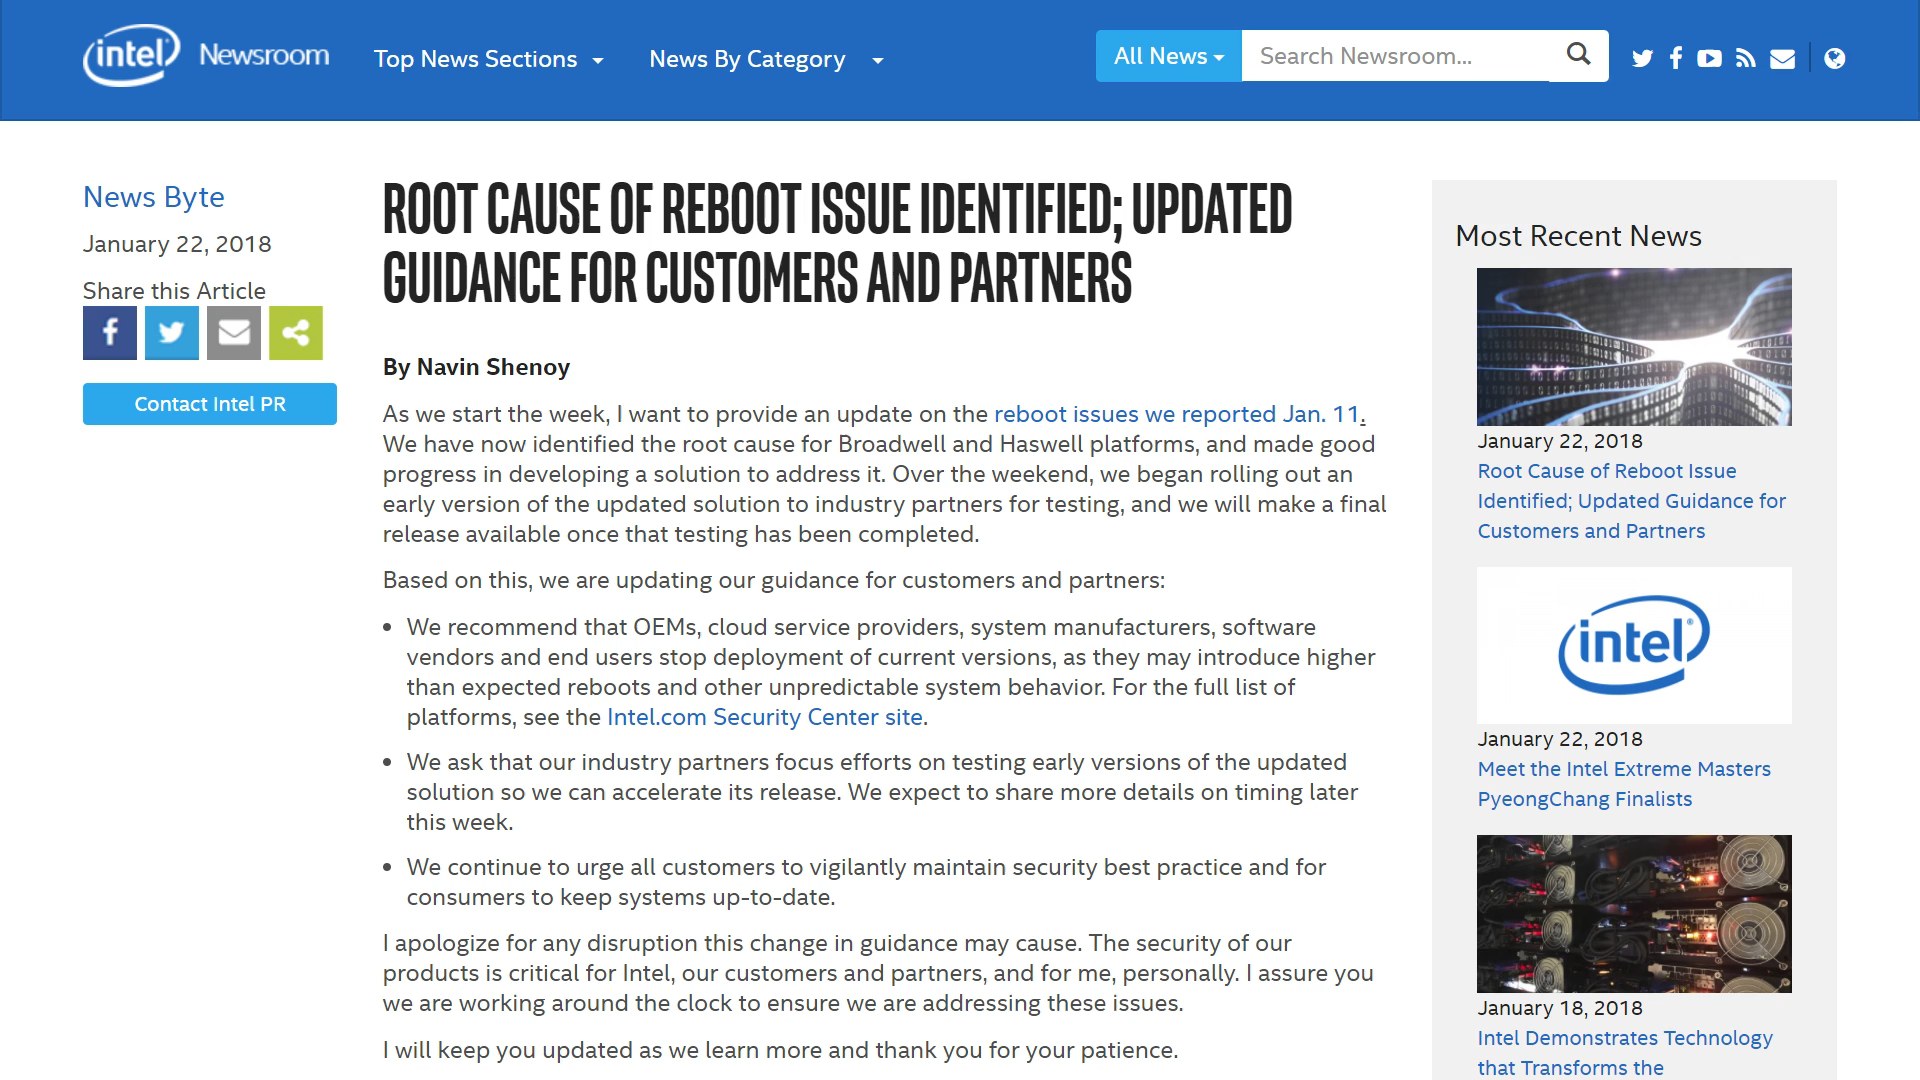 intel Newsroom
Top News Sections
News By Category
All News
Search Newsroom...
News Byte
January 22, 2018
Share this Article
Contact Intel PR
ROOT CAUSE OF REBOOT ISSUE IDENTIFIED; UPDATED
GUIDANCE FOR CUSTOMERS AND PARTNERS
By Navin Shenoy
As we start the week, I want to provide an update on the reboot issues we reported Jan. 11.
We have now identified the root cause for Broadwell and Haswell platforms, and made good
progress in developing a solution to address it. Over the weekend, we began rolling out an
early version of the updated solution to industry partners for testing, and we will make a final
release available once that testing has been completed.
Based on this, we are updating our guidance for customers and partners:
• We recommend that OEMs, cloud service providers, system manufacturers, software
vendors and end users stop deployment of current versions, as they may introduce higher
than expected reboots and other unpredictable system behavior. For the full list of
platforms, see the Intel.com Security Center site.
• We ask that our industry partners focus efforts on testing early versions of the updated
solution so we can accelerate its release. We expect to share more details on timing later
this week.
• We continue to urge all customers to vigilantly maintain security best practice and for
consumers to keep systems up-to-date.
I apologize for any disruption this change in guidance may cause. The security of our
products is critical for Intel, our customers and partners, and for me, personally. I assure you
we are working around the clock to ensure we are addressing these issues.
I will keep you updated as we learn more and thank you for your patience.
Most Recent News
January 22, 2018
Root Cause of Reboot Issue
Identified; Updated Guidance for
Customers and Partners
intel
January 22, 2018
Meet the Intel Extreme Masters
PyeongChang Finalists
January 18, 2018
Intel Demonstrates Technology
that Transforms the